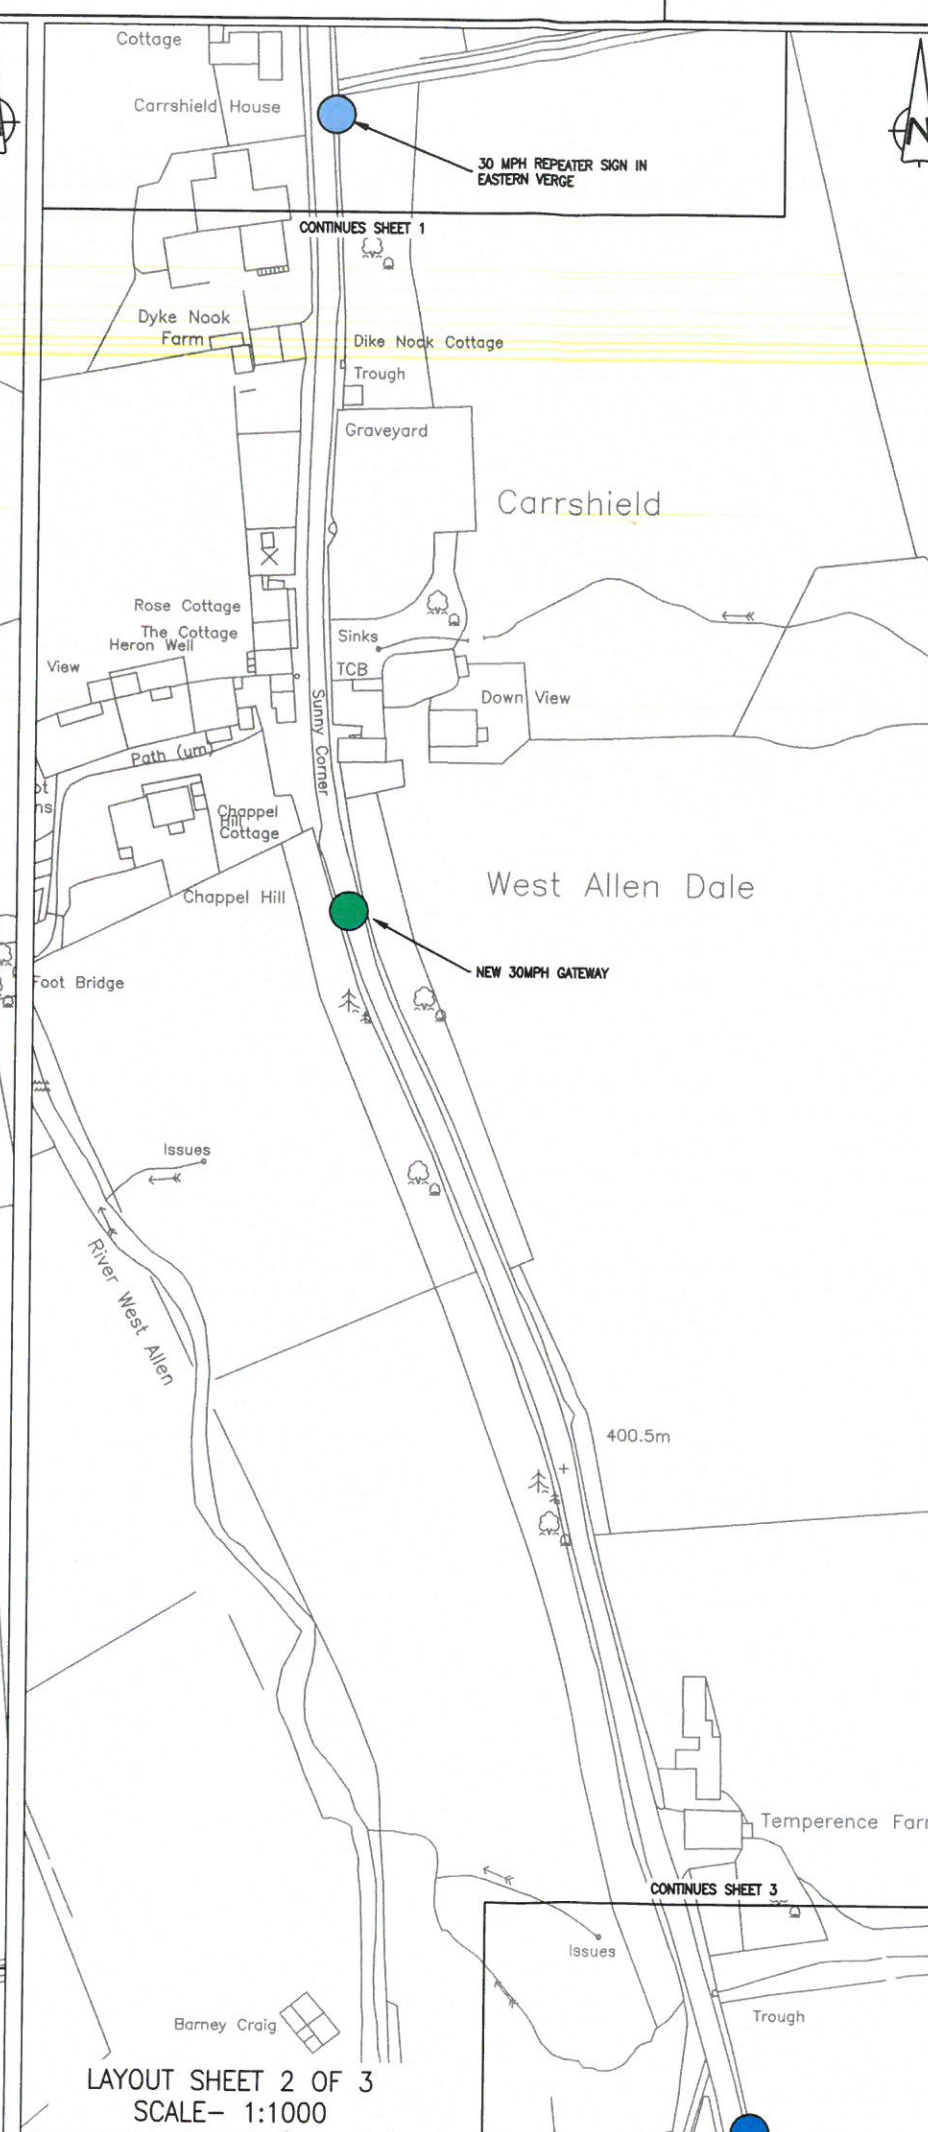 Cottage
Carrshield House
N
30 MPH REPEATER SIGN IN
EASTERN VERGE
CONTINUES SHEET 1
Dyke Nook
Farm
Dike Nook Cottage
Trough
Graveyard
Carrshield
Rose Cottage
The Cottage
Heron Well
View
Sinks
TCB
Down View
Sunny Corner
Path (um)
Chappel
Hill
Cottage
Chappel Hill
West Allen Dale
NEW 30MPH GATEWAY
Foot Bridge
Issues
River West Allen
400.5m
Temperence Far
CONTINUES SHEET 3
Issues
Trough
Barney Craig
LAYOUT SHEET 2 OF 3
SCALE- 1:1000